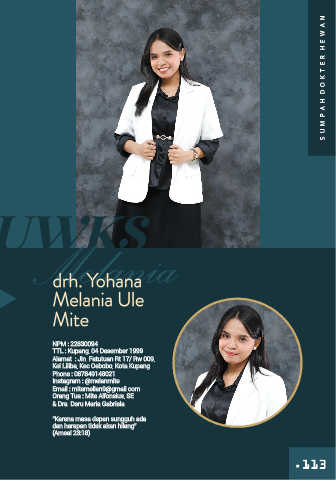 SUMPAH DOKTER HEWAN
UWKS
Melania
drh. Yohana
Melania Ule
Mite
NPM : 22830094
TTL : Kupang, 04 Desember 1999
Alamat : Jln. Fatutuan Rt 17/ Rw 009,
Kel Liliba, Kec Oebobo, Kota Kupang
Phone : 087849148021
Instagram : @melanmite
Email : mitemellan9@gmail.com
Orang Tua : Mite Alfonsius, SE
& Dra. Doru Maria Gabriela
"Karena masa depan sungguh ada
dan harapan tidak akan hilang"
(Amsal 23:18)
.113